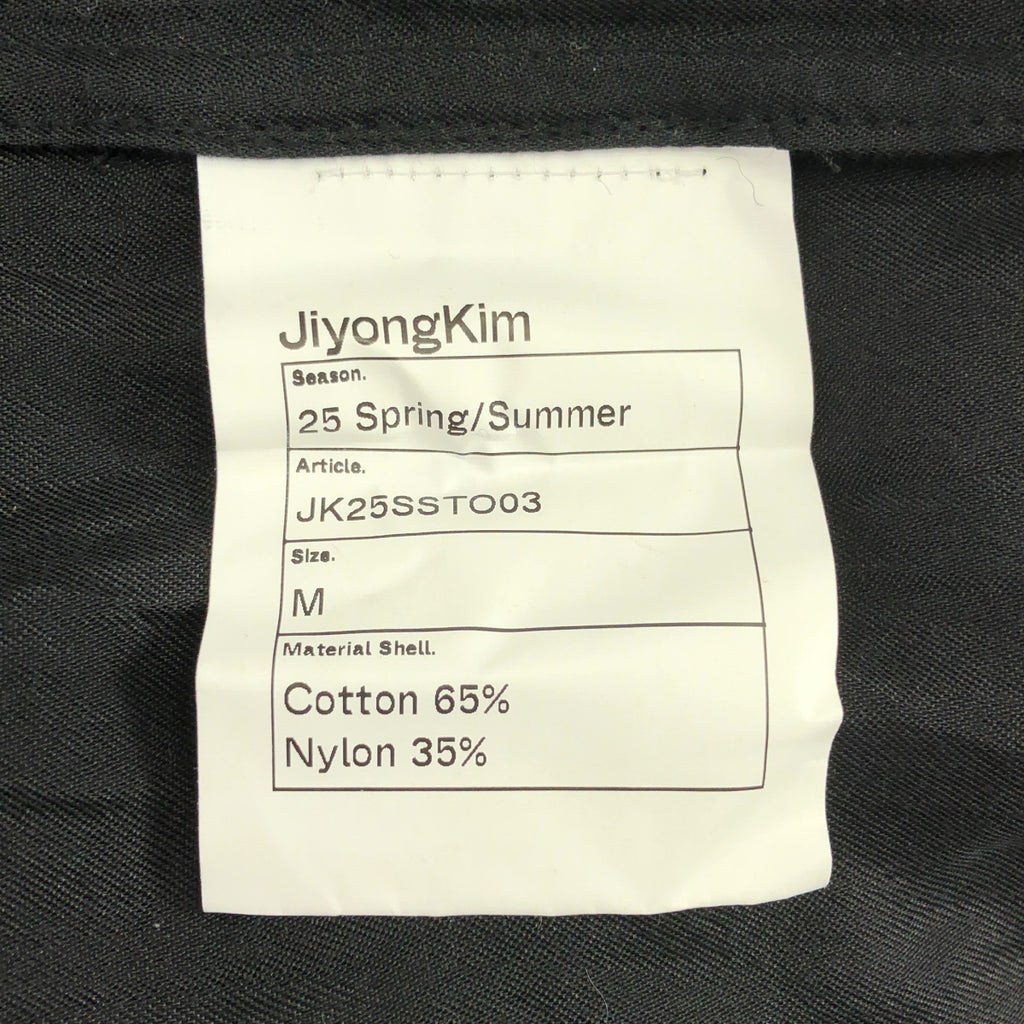 JiyongKim
Season.
25 Spring/Summer
Article.
JK25SSTO03
Size.
M
Material Shell.
Cotton 65%
Nylon 35%